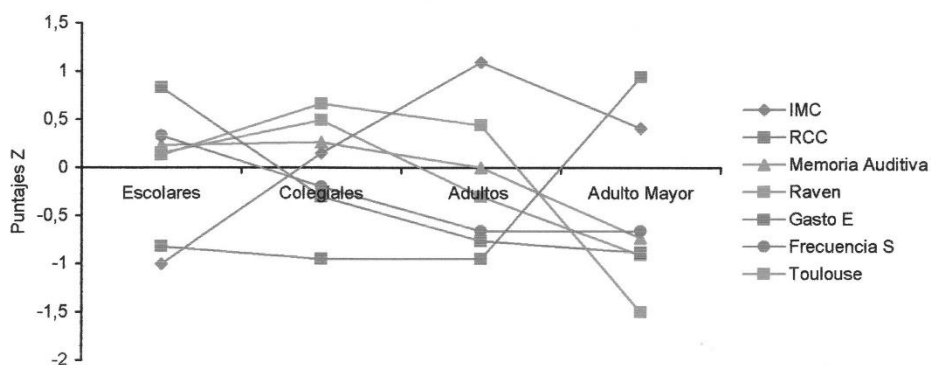 1,5
1
0,5
0
-0,5
-1
-1,5
-2
Puntajes Z
Escolares
Colegiales
Adultos
Adulto Mayor
IMC
RCC
Memoria Auditiva
Raven
Gasto E
Frecuencia S
Toulouse